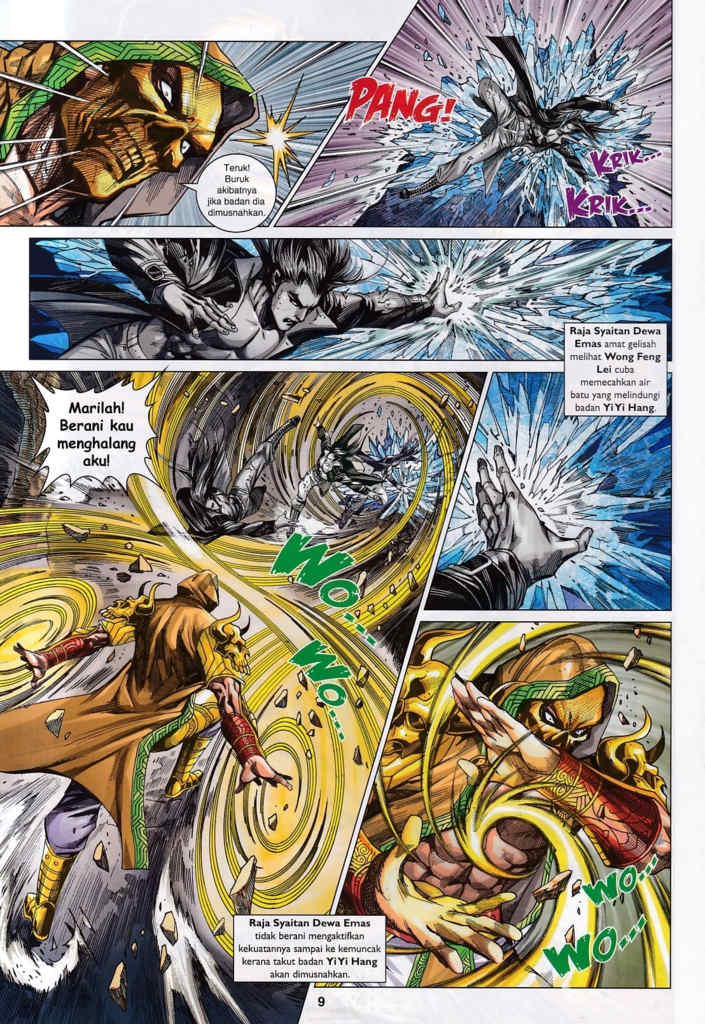 PANG!
KRIK...
KRIK...
Teruk!
Buruk
akibatnya
jika badan dia
dimusnahkan.
Raja Syaitan Dewa
Emas amat gelisah
melihat Wong Feng
Lei cuba
memecahkan air
batu yang melindungi
badan YiYi Hang.
Marilah!
Berani kau
menghalang
aku!
WO...
WO...
WO...
WO...
Raja Syaitan Dewa Emas
tidak berani mengaktifkan
kekuatannya sampai ke kemuncak
kerana takut badan YiYi Hang
akan dimusnahkan.
9